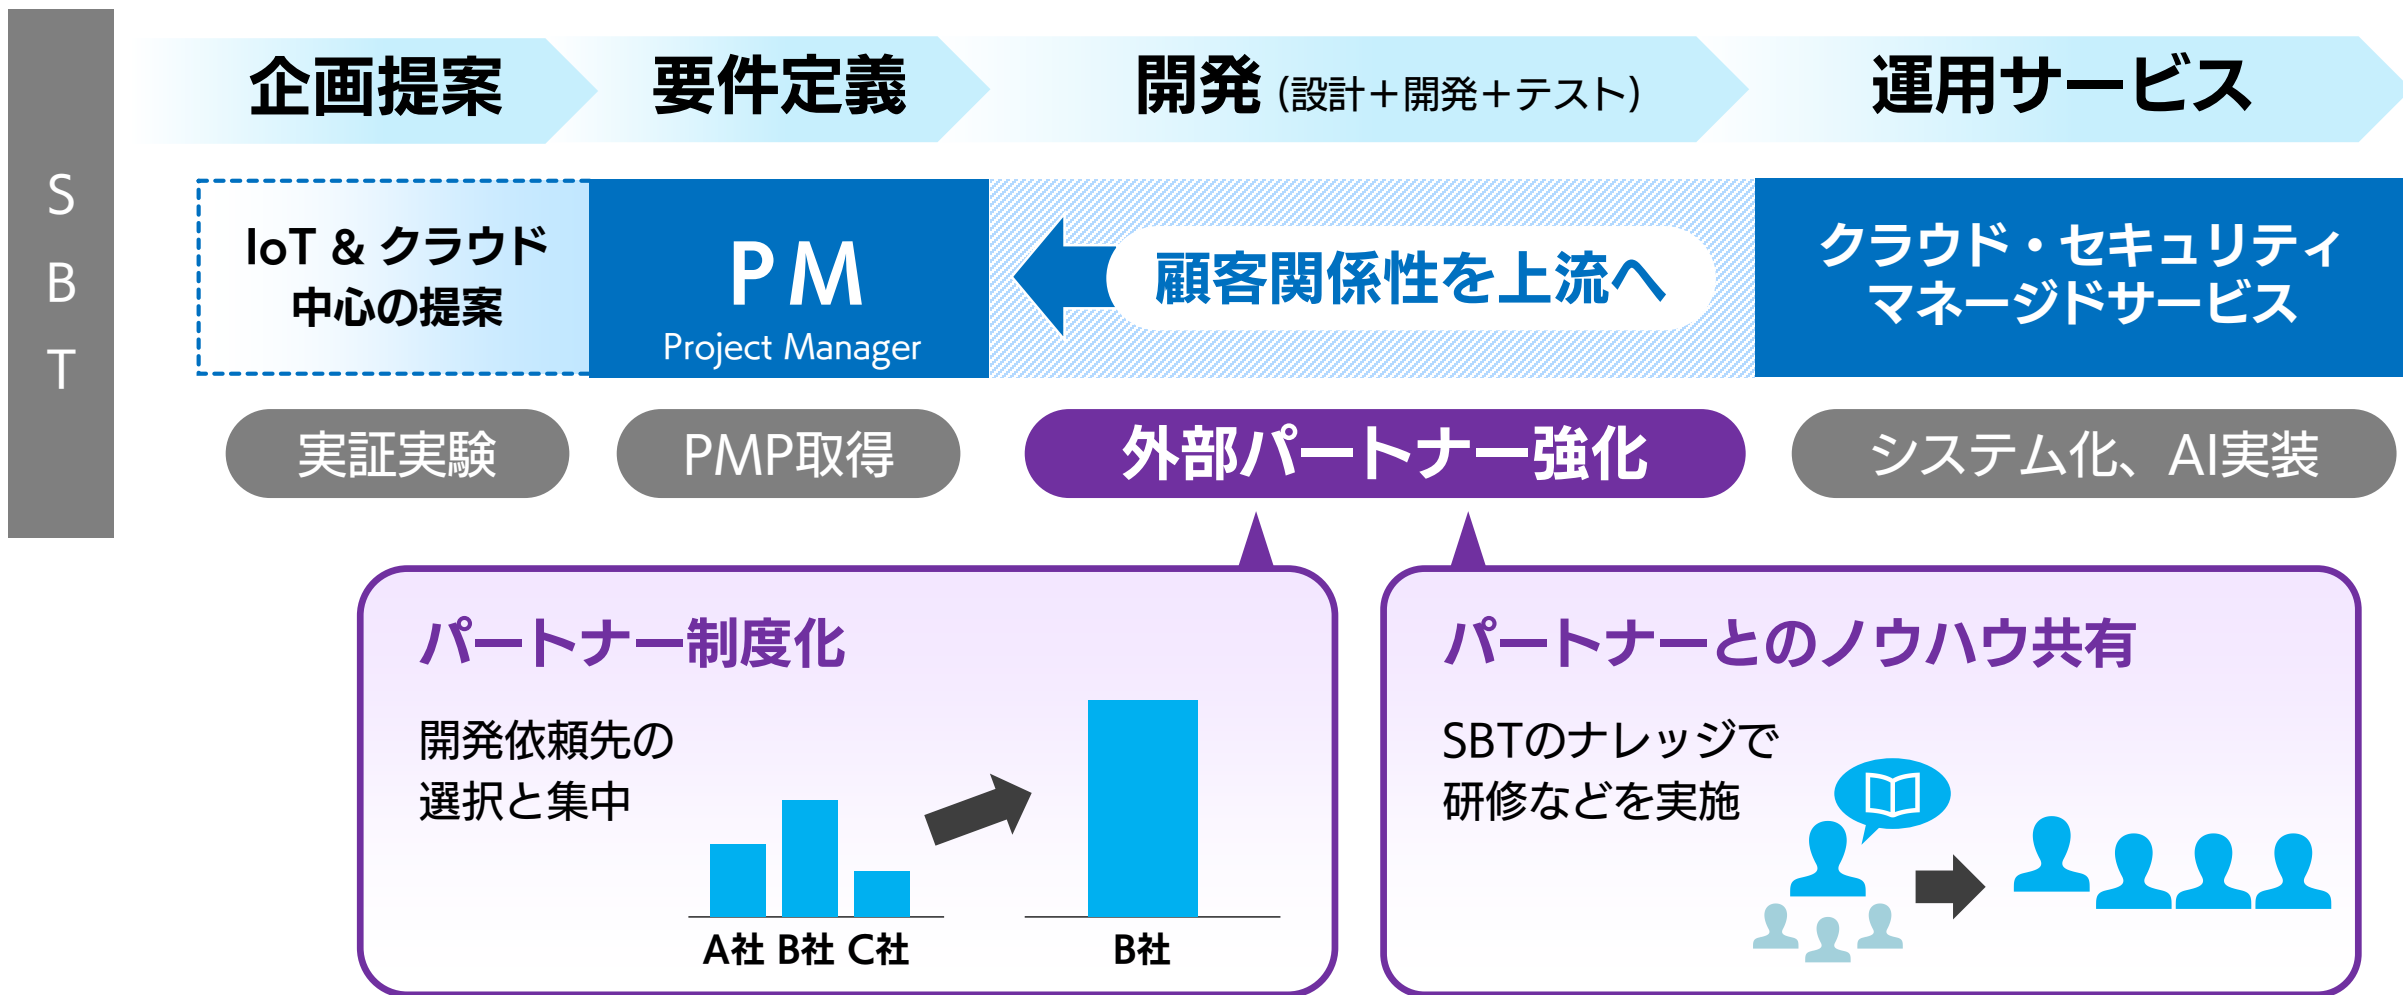 SBT
企画提案
要件定義
開発 (設計＋開発＋テスト)
運用サービス
IoT & クラウド
中心の提案
PM
Project Manager
顧客関係性を上流へ
クラウド・セキュリティ
マネージドサービス
実証実験
PMP取得
外部パートナー強化
システム化、AI実装
パートナー制度化
開発依頼先の
選択と集中
A社 B社 C社
B社
パートナーとのノウハウ共有
SBTのナレッジで
研修などを実施